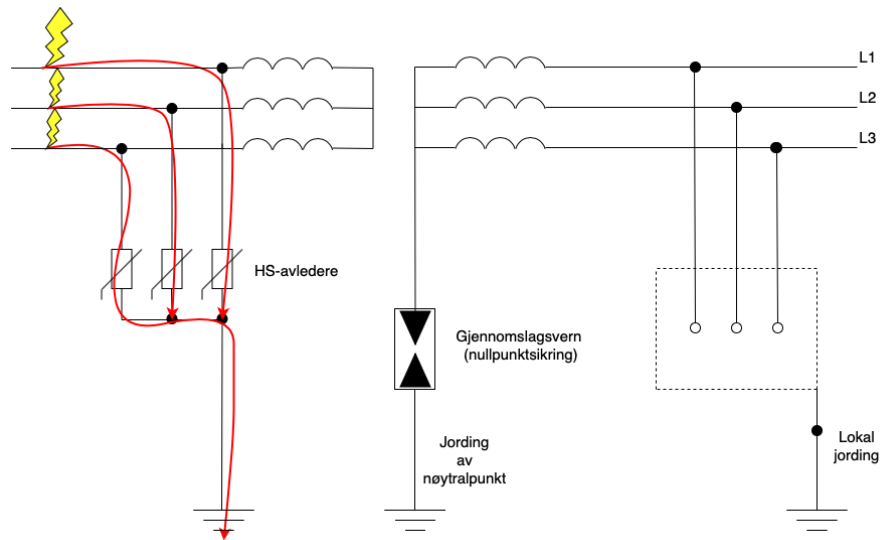 L1
L2
L3
HS-avledere
Gjennomslagsvern
(nullpunktsikring)
Jording
av
nøytralpunkt
Lokal
jording